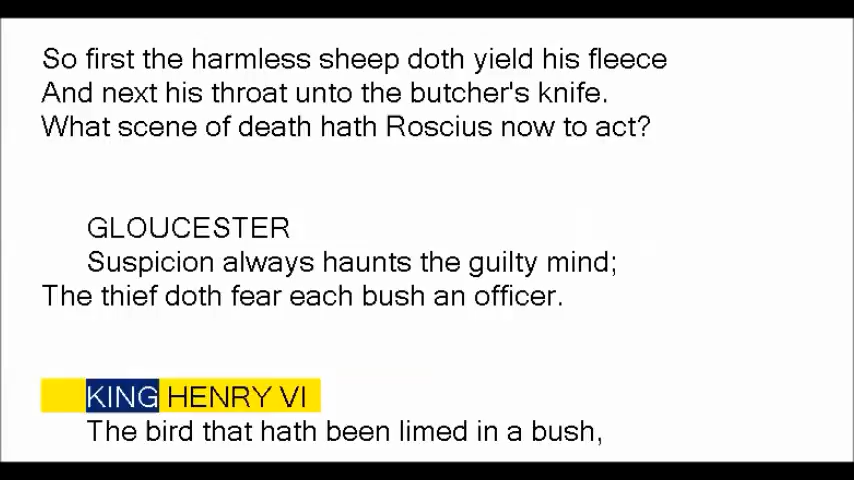 So first the harmless sheep doth yield his fleece
And next his throat unto the butcher's knife.
What scene of death hath Roscius now to act?
GLOUCESTER
Suspicion always haunts the guilty mind;
The thief doth fear each bush an officer.
KING HENRY VI
The bird that hath been limed in a bush,